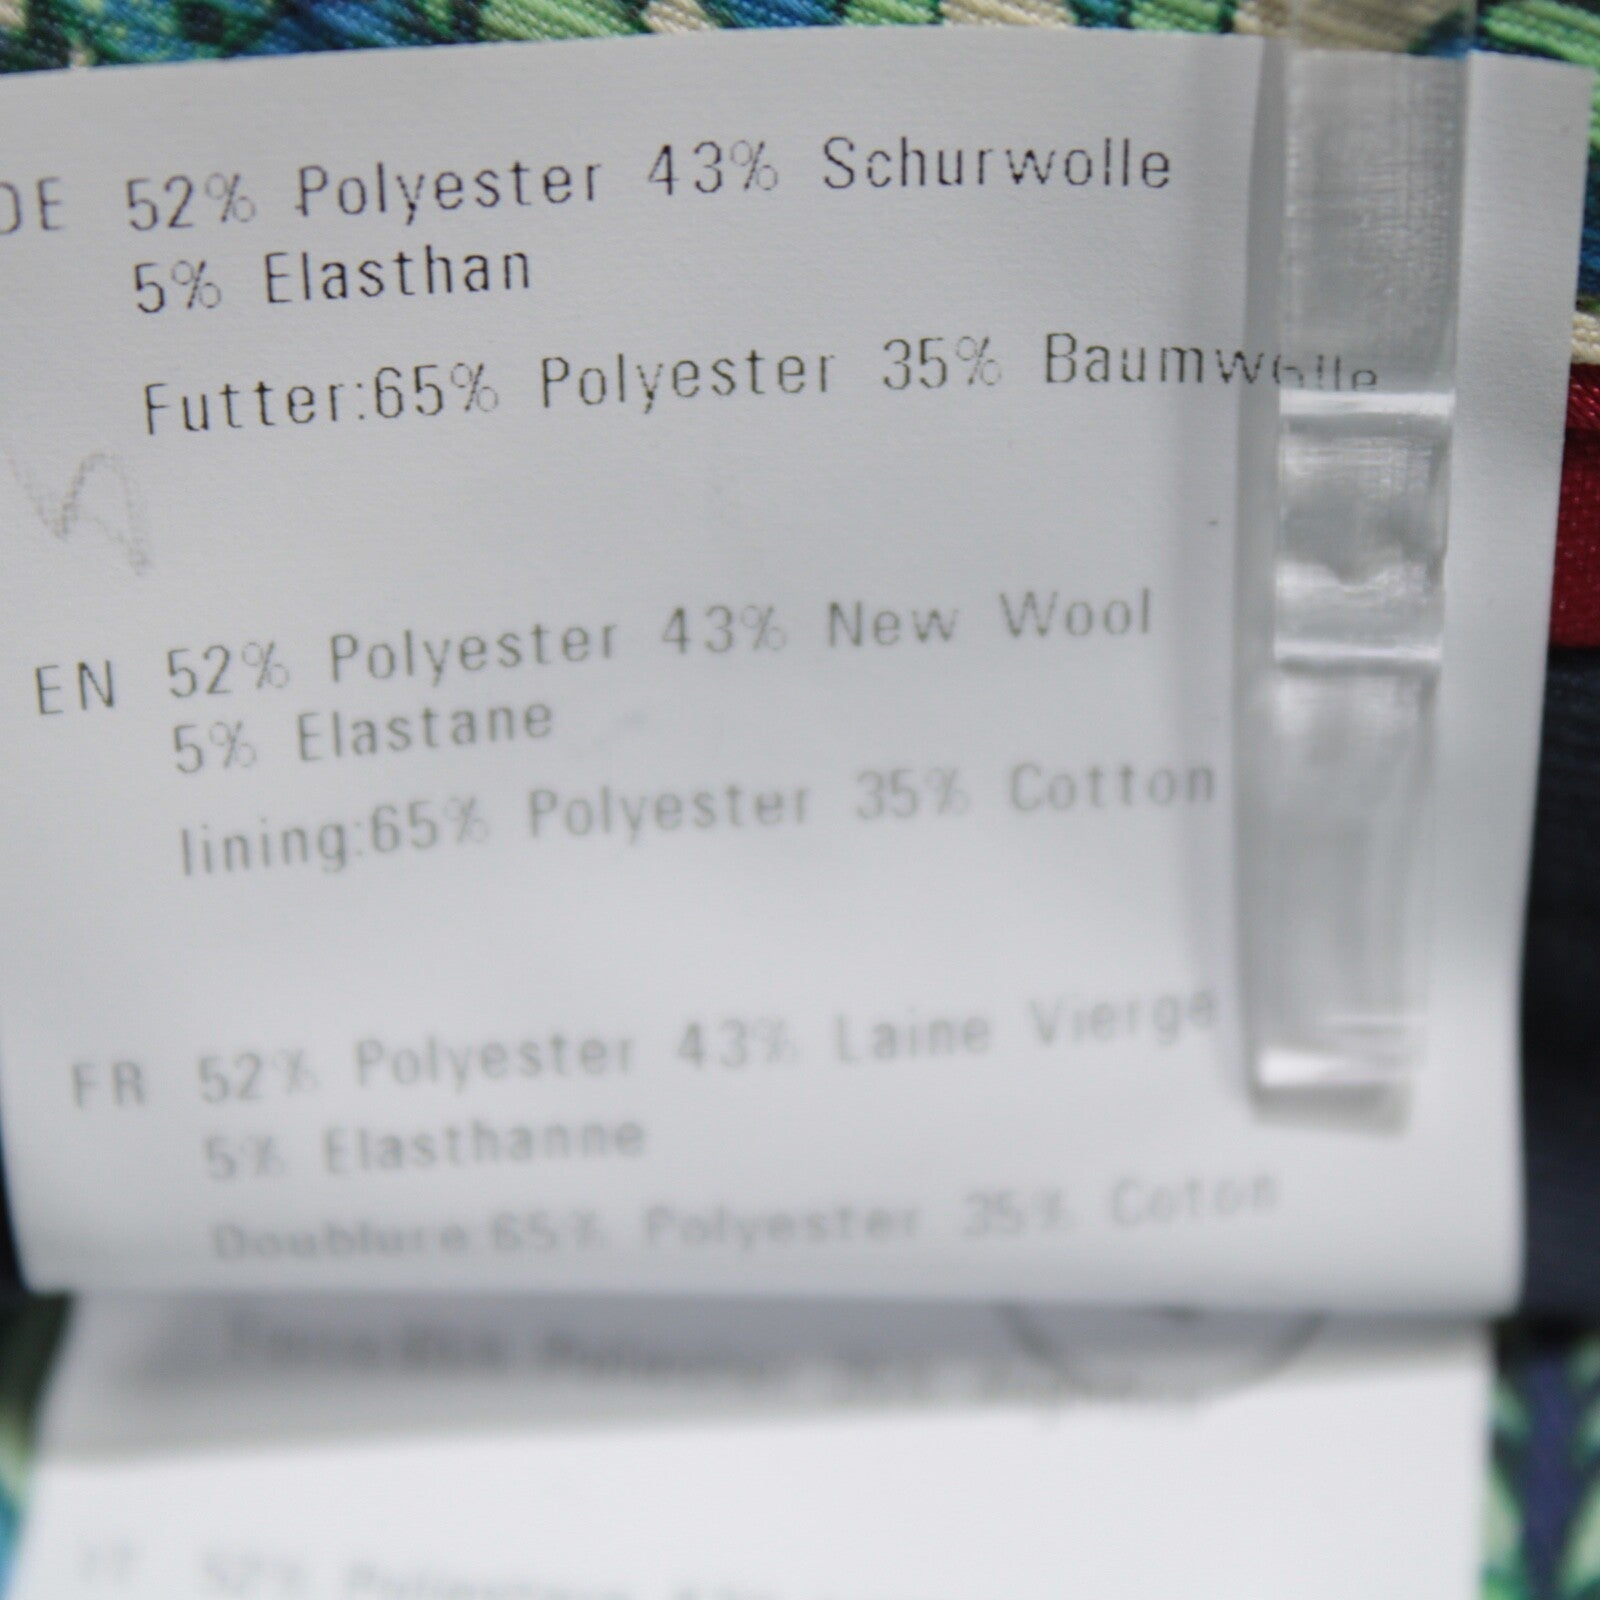 DE 52% Polyester 43% Schurwolle
5% Elasthan
Futter:65% Polyester 35% Baumwolle
EN 52% Polyester 43% New Wool
5% Elastane
lining:65% Polyester 35% Cotton
FR 52% Polyester 43% Laine Vierge
5% Elasthanne
Doublure:65% Polyester 35% Coton
IT 52%